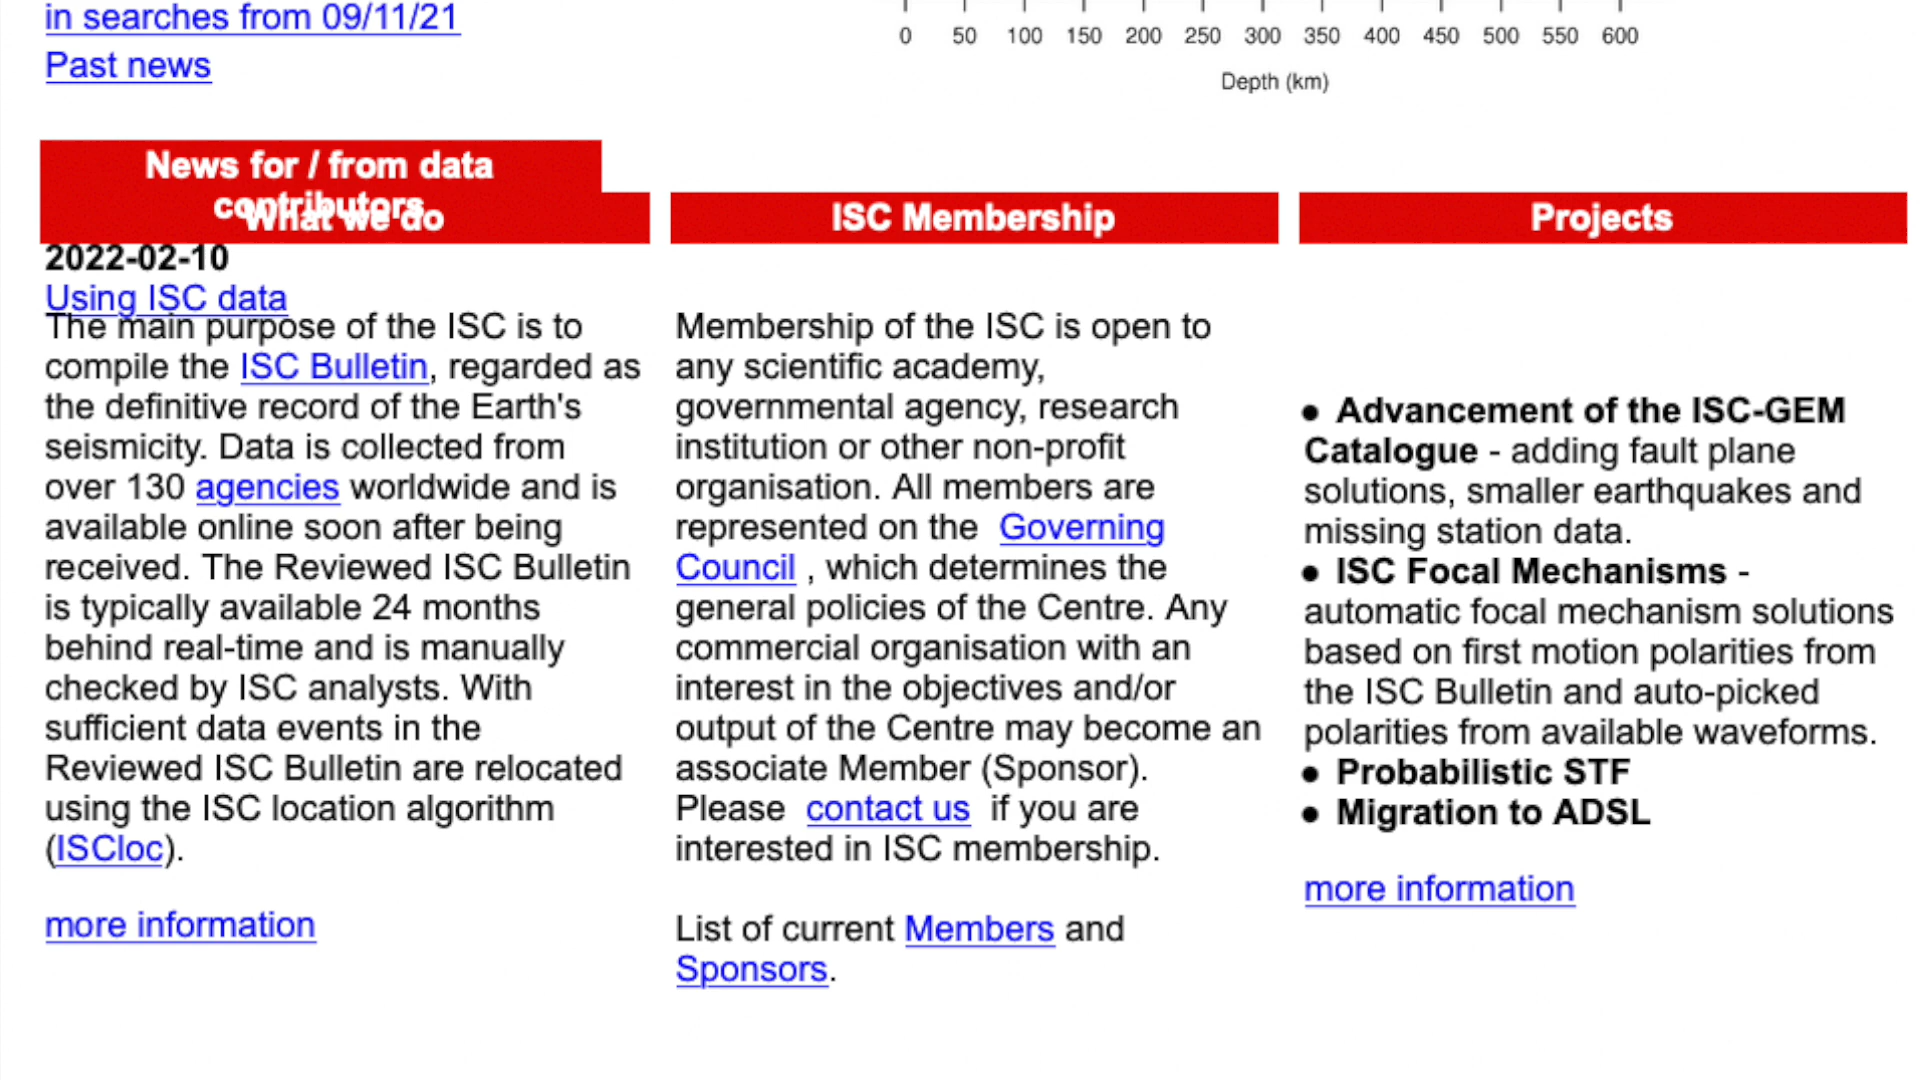 in searches from 09/11/21
Past news
0 50 100 150 200 250 300 350 400 450 500 550 600
Depth (km)
News for / from data
contributors
What we do
2022-02-10
Using ISC data
The main purpose of the ISC is to
compile the ISC Bulletin, regarded as
the definitive record of the Earth's
seismicity. Data is collected from
over 130 agencies worldwide and is
available online soon after being
received. The Reviewed ISC Bulletin
is typically available 24 months
behind real-time and is manually
checked by ISC analysts. With
sufficient data events in the
Reviewed ISC Bulletin are relocated
using the ISC location algorithm
(ISCloc).
more information
ISC Membership
Membership of the ISC is open to
any scientific academy,
governmental agency, research
institution or other non-profit
organisation. All members are
represented on the Governing
Council , which determines the
general policies of the Centre. Any
commercial organisation with an
interest in the objectives and/or
output of the Centre may become an
associate Member (Sponsor).
Please contact us if you are
interested in ISC membership.
List of current Members and
Sponsors.
Projects
● Advancement of the ISC-GEM
Catalogue - adding fault plane
solutions, smaller earthquakes and
missing station data.
● ISC Focal Mechanisms -
automatic focal mechanism solutions
based on first motion polarities from
the ISC Bulletin and auto-picked
polarities from available waveforms.
● Probabilistic STF
● Migration to ADSL
more information